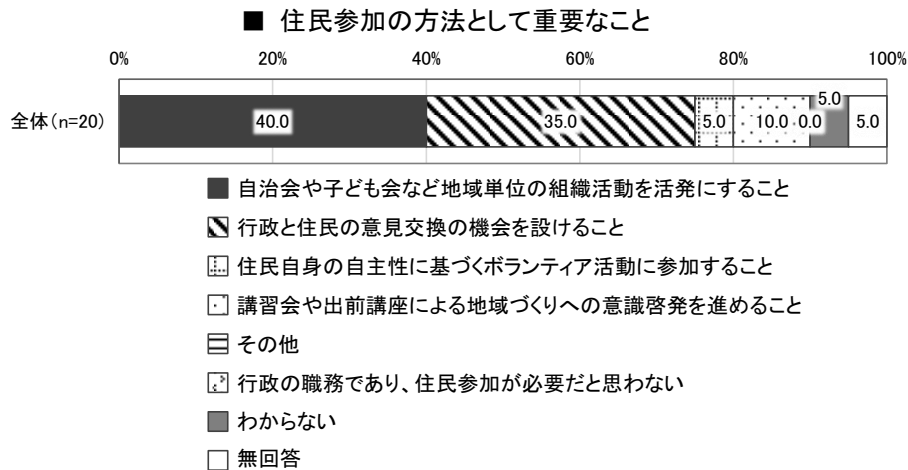 ■ 住民参加の方法として重要なこと
0% 20% 40% 60% 80% 100%
全体(n=20) 40.0 35.0 5.0 10.0 0.0 5.0 5.0
自治会や子ども会など地域単位の組織活動を活発にすること
行政と住民の意見交換の機会を設けること
住民自身の自主性に基づくボランティア活動に参加すること
講習会や出前講座による地域づくりへの意識啓発を進めること
その他
行政の職務であり、住民参加が必要だと思わない
わからない
無回答